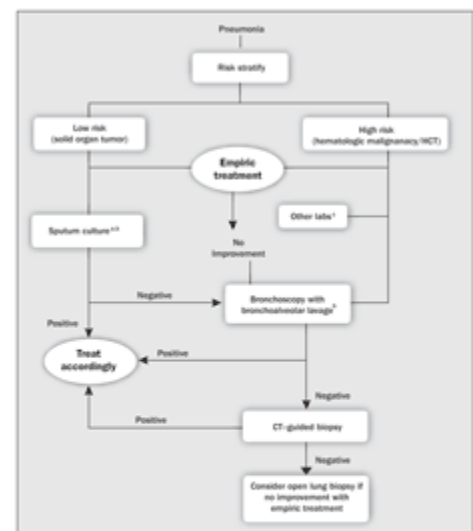 Pneumonia
Risk stratify
Low risk
(solid organ tumor)
High risk
(hematologic malignanacy/HCT)
Empiric
treatment
Other labs
Sputum culture
No
Improvement
Negative
Bronchoscopy with
bronchoalveolar lavage
Positive
Treat
accordingly
Positive
Negative
CT-guided biopsy
Positive
Negative
Consider open lung biopsy if
no improvement with
empiric treatment